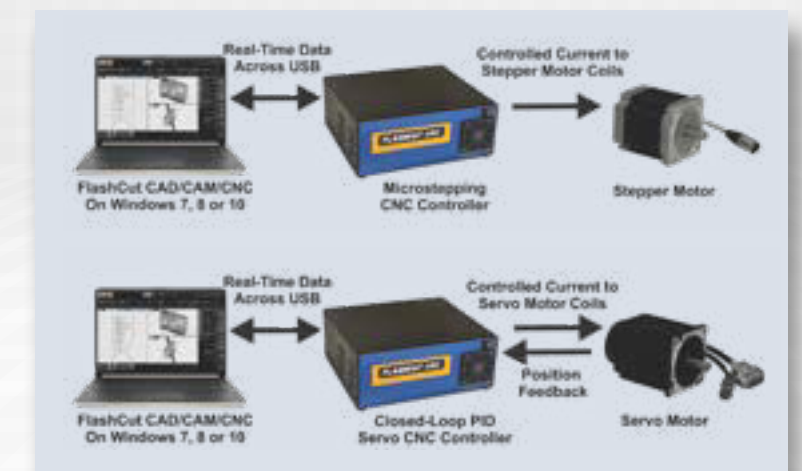 Real-Time Data
Across USB
Controlled Current to
Stepper Motor Coils
FlashCut CAD/CAM/CNC
On Windows 7, 8 or 10
Microstepping
CNC Controller
Stepper Motor
Real-Time Data
Across USB
Controlled Current to
Servo Motor Coils
Position
Feedback
FlashCut CAD/CAM/CNC
On Windows 7, 8 or 10
Closed-Loop PID
Servo CNC Controller
Servo Motor